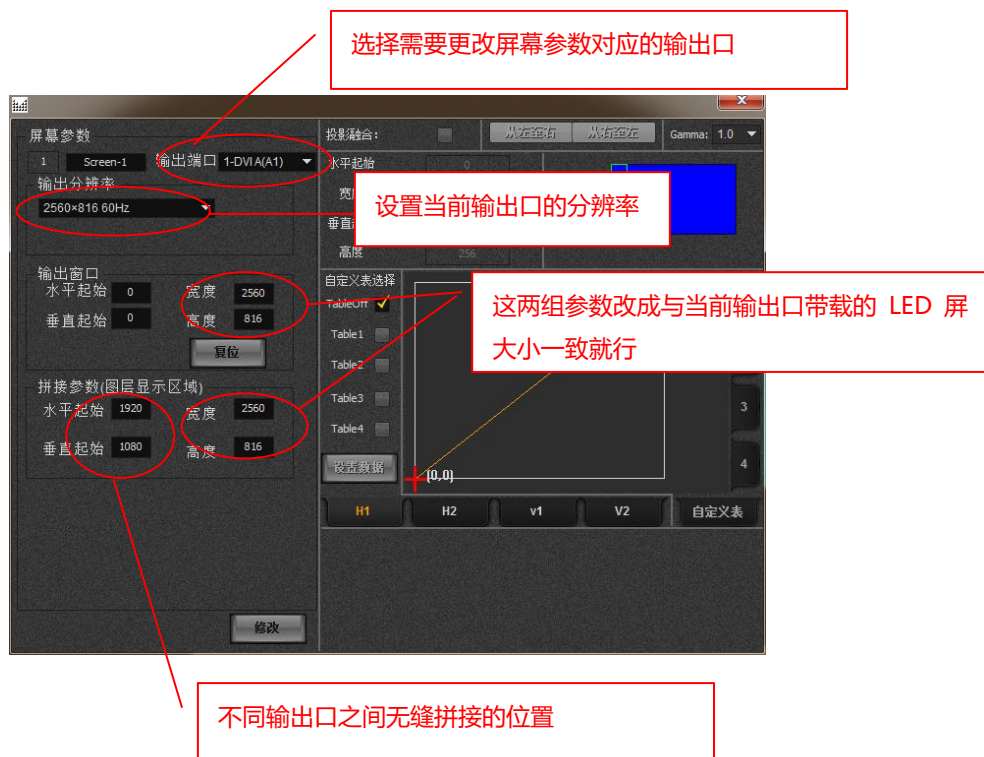 选择需要更改屏幕参数对应的输出口
屏幕参数
1 Screen-1 输出端口 1-DVI A(A1)
输出分辨率
2560×816 60Hz
设置当前输出口的分辨率
输出窗口
水平起始 0 宽度 2560
垂直起始 0 高度 816
复位
拼接参数(图层显示区域)
水平起始 1920 宽度 2560
垂直起始 1080 高度 816
修改
投影融合: 从左至右 从右至左 Gamma: 1.0
水平起始 0
高度 256
自定义表选择
TableOff
Table1
Table2
Table3
Table4
设置数据
这两组参数改成与当前输出口带载的 LED 屏
大小一致就行
(0,0)
3
4
H1 H2 v1 V2 自定义表
不同输出口之间无缝拼接的位置